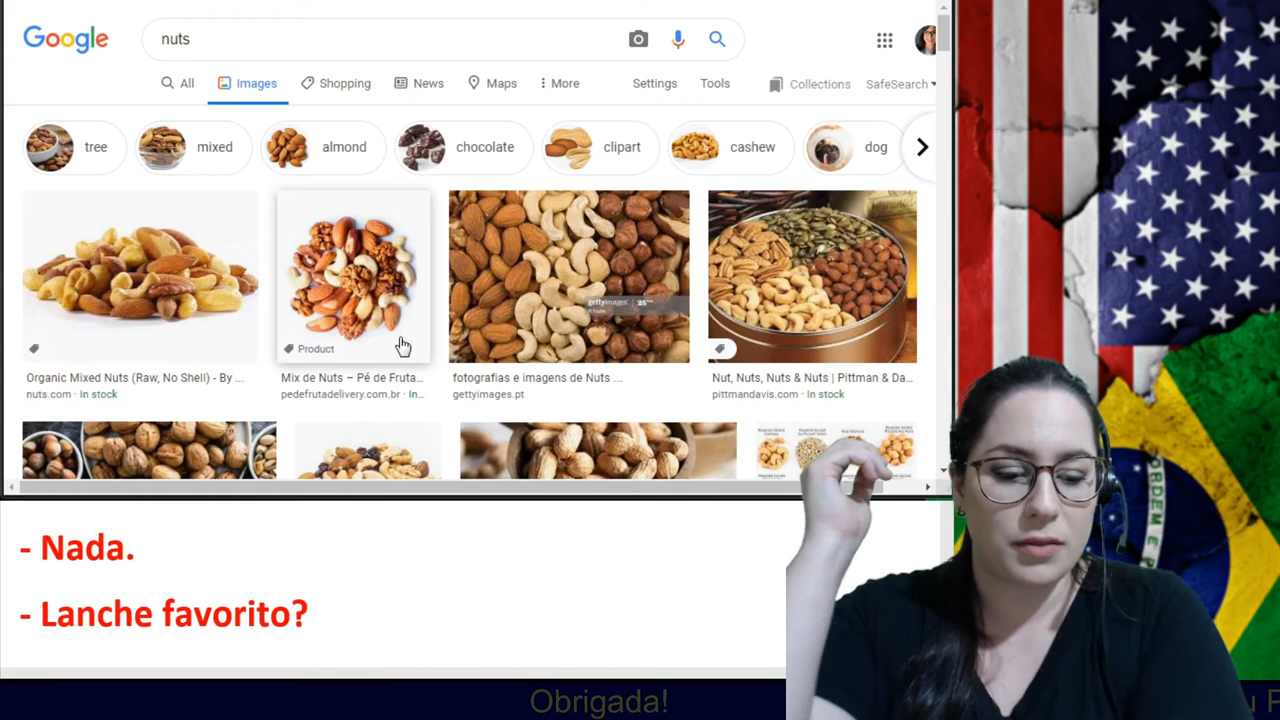 Google
nuts
All Images Shopping News Maps More Settings Tools Collections SafeSearch
tree mixed almond chocolate clipart cashew dog
gettyimages
Product
Organic Mixed Nuts (Raw, No Shell) - By ...
nuts.com · In stock
Mix de Nuts – Pé de Fruta...
pedefrutadelivery.com.br · In...
fotografias e imagens de Nuts ...
gettyimages.pt
Nut, Nuts, Nuts & Nuts | Pittman & Da...
pittmandavis.com · In stock
- Nada.
- Lanche favorito?
ORDEM E P
Obrigada!
u P